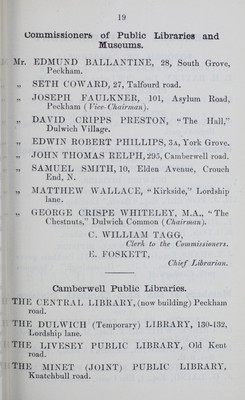 19
Commissioners of Public Libraries and
Museums.
Mr. EDMUND BALLANTINE, 28, South Grove,
Peckham.
„ SETH COWARD, 27, Talfourd road.
„ JOSEPH FAULKNER, 101, Asylum Road,
Peckham (Vice-Chairman).
„ DAVID CRIPPS PRESTON, "The Hall,"
Dulwich Village.
„ EDWIN ROBERT PHILLIPS, 3A, York Grove.
„ JOHN THOMAS RELPH, 295, Camberwell road.
„ SAMUEL SMITH, 10, Elden Avenue, Crouch
End, N.
„ MATTHEW WALLACE, "Kirkside," Lordship
lane.
„ GEORGE CRISPE WHITELEY, M.A., "The
Chestnuts," Dulwich Common (Chairman).
C. WILLIAM TAGG,
Clerk to the Commissioners.
E. FOSKETT,
Chief Librarian.
Camberwell Public Libraries.
THE CENTRAL LIBRARY, (now building) Peckham
road.
THE DULWICH (Temporary) LIBRARY, 130-132,
Lordship lane.
THE LIVESEY PUBLIC LIBRARY, Old Kent
road.
THE MINET (JOINT) PUBLIC LIBRARY,
Knatchbull road.